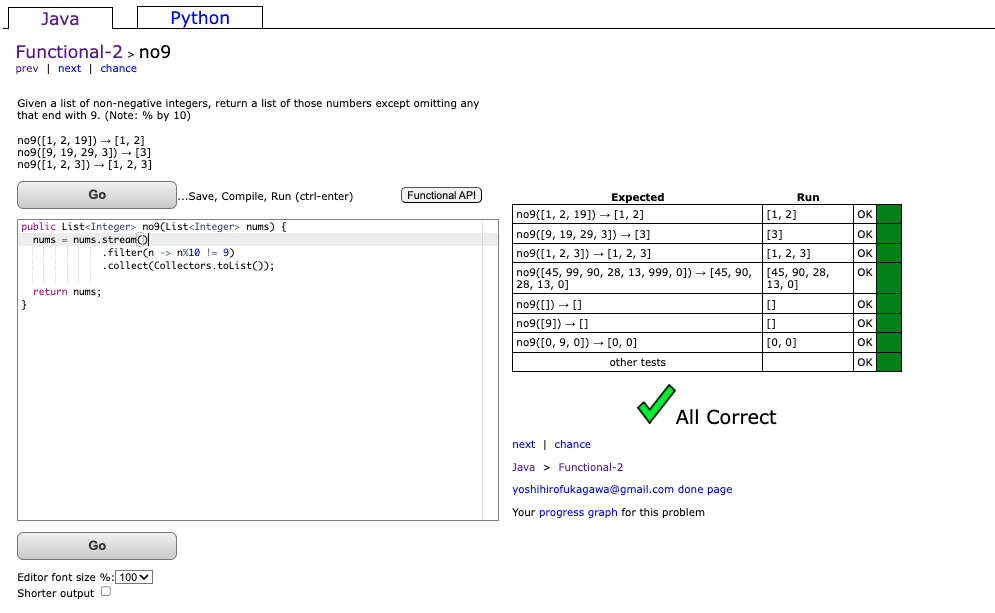 Java
Python
Functional-2 > no9
prev | next | chance
Given a list of non-negative integers, return a list of those numbers except omitting any
that end with 9. (Note: % by 10)
no9([1, 2, 19]) → [1, 2]
no9([9, 19, 29, 3]) → [3]
no9([1, 2, 3]) → [1, 2, 3]
Go
...Save, Compile, Run (ctrl-enter)
Functional API
public List<Integer> no9(List<Integer> nums) {
nums = nums.stream()
.filter(n -> n%10 != 9)
.collect(Collectors.toList());
return nums;
}
Go
Editor font size %: 100
Shorter output
Expected Run
no9([1, 2, 19]) → [1, 2] [1, 2] OK
no9([9, 19, 29, 3]) → [3] [3] OK
no9([1, 2, 3]) → [1, 2, 3] [1, 2, 3] OK
no9([45, 99, 90, 28, 13, 999, 0]) → [45, 90, [45, 90, 28, OK
28, 13, 0] 13, 0]
no9([]) → [] [] OK
no9([9]) → [] [] OK
no9([0, 9, 0]) → [0, 0] [0, 0] OK
other tests OK
All Correct
next | chance
Java > Functional-2
yoshihirofukagawa@gmail.com done page
Your progress graph for this problem